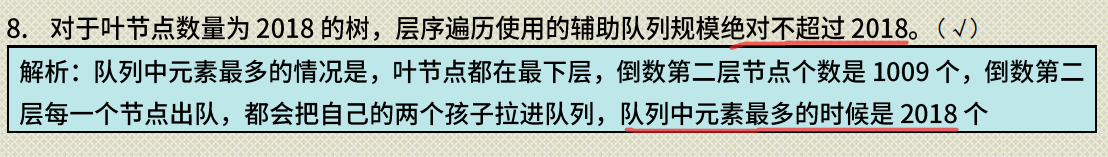 8. 对于叶节点数量为 2018 的树，层序遍历使用的辅助队列规模绝对不超过 2018。（ √ ）
解析：队列中元素最多的情况是，叶节点都在最下层，倒数第二层节点个数是 1009 个，倒数第二
层每一个节点出队，都会把自己的两个孩子拉进队列，队列中元素最多的时候是 2018 个